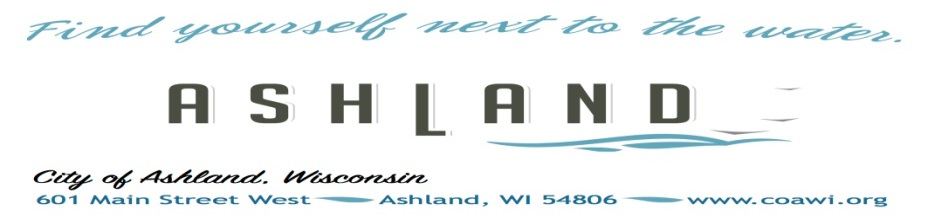 Find yourself next to the water.
ASHLAND
City of Ashland, Wisconsin
601 Main Street West Ashland, WI 54806 www.coawi.org